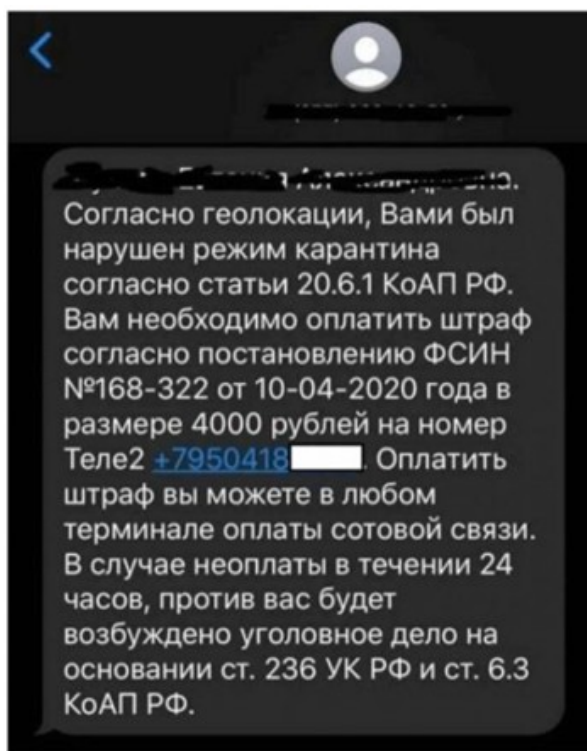 Согласно геолокации, Вами был
нарушен режим карантина
согласно статьи 20.6.1 КоАП РФ.
Вам необходимо оплатить штраф
согласно постановлению ФСИН
№168-322 от 10-04-2020 года в
размере 4000 рублей на номер
Теле2 +7950418 . Оплатить
штраф вы можете в любом
терминале оплаты сотовой связи.
В случае неоплаты в течении 24
часов, против вас будет
возбуждено уголовное дело на
основании ст. 236 УК РФ и ст. 6.3
КоАП РФ.